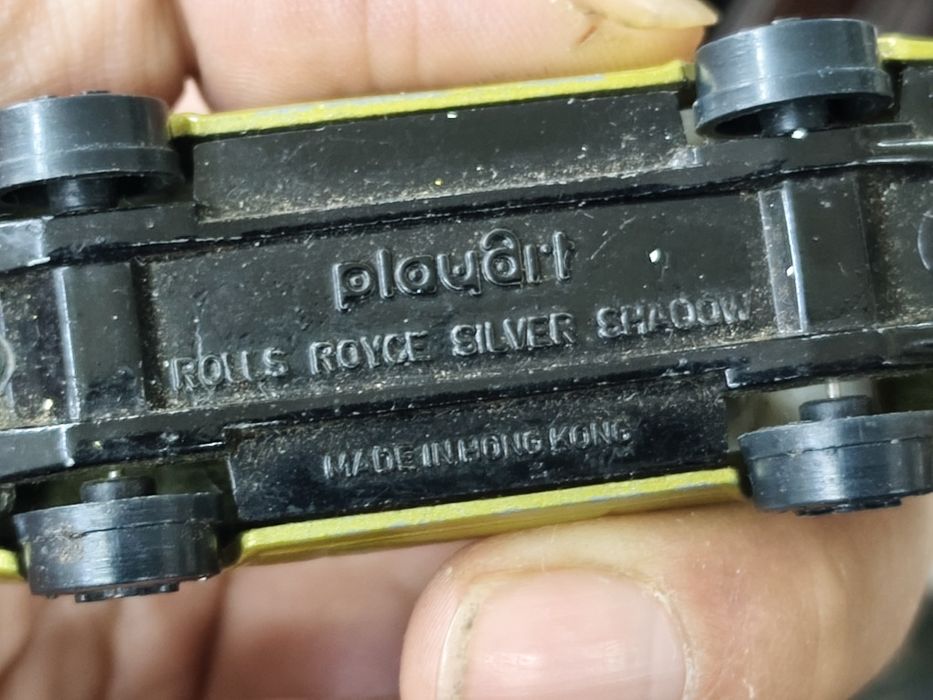 playart
ROLLS ROYCE SILVER SHADOW
MADE IN HONG KONG